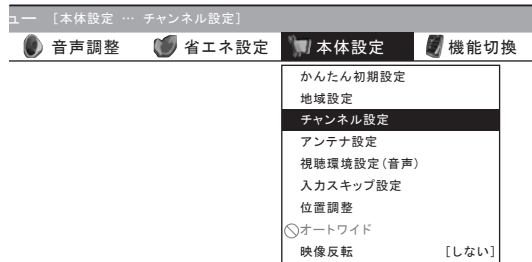 ュー [本体設定 … チャンネル設定]
音声調整 省エネ設定 本体設定 機能切換
かんたん初期設定
地域設定
チャンネル設定
アンテナ設定
視聴環境設定(音声)
入力スキップ設定
位置調整
オートワイド
映像反転 [しない]